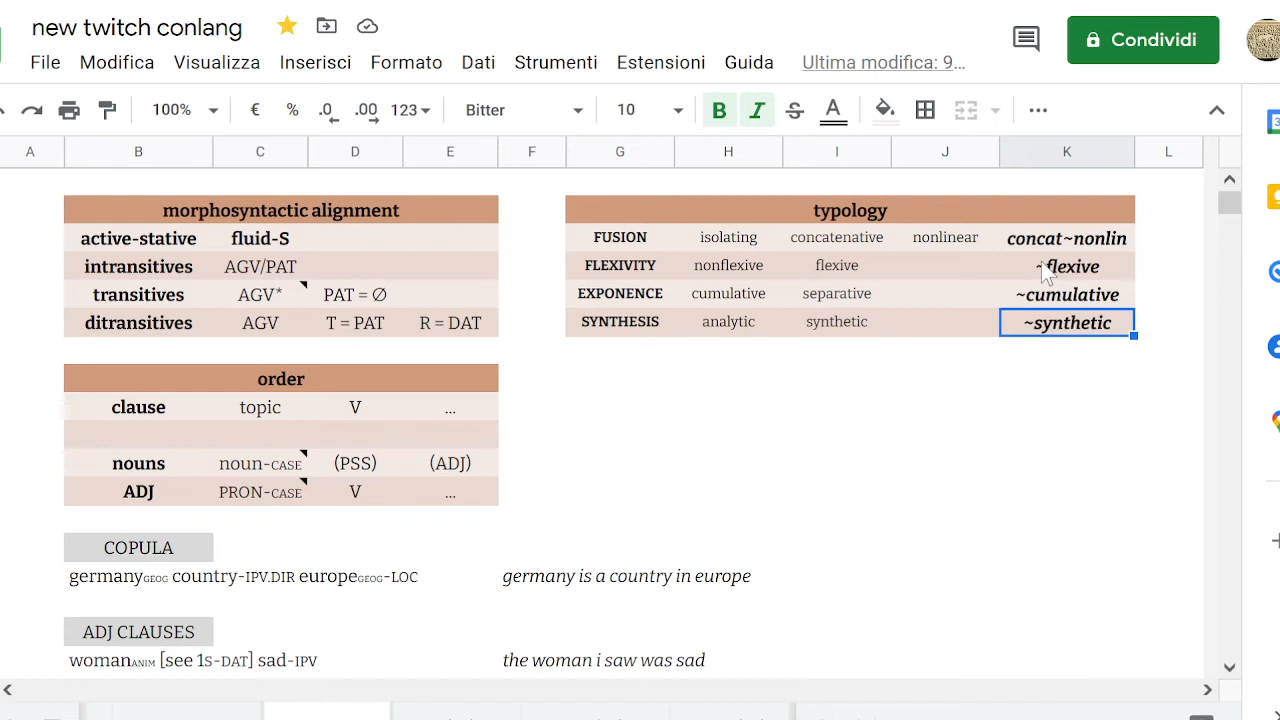 new twitch conlang
Condividi
File Modifica Visualizza Inserisci Formato Dati Strumenti Estensioni Guida Ultima modifica: 9…
100% € % .0 .00 123 Bitter 10 B I S A
A B C D E F G H I J K L
morphosyntactic alignment
active-stative fluid-S
intransitives AGV/PAT
transitives AGV* PAT = Ø
ditransitives AGV T = PAT R = DAT
typology
FUSION isolating concatenative nonlinear concat~nonlin
FLEXIVITY nonflexive flexive ~flexive
EXPONENCE cumulative separative ~cumulative
SYNTHESIS analytic synthetic ~synthetic
order
clause topic V ...
nouns noun-CASE (PSS) (ADJ)
ADJ PRON-CASE V ...
COPULA
germanyGEOG country-IPV.DIR europeGEOG-LOC germany is a country in europe
ADJ CLAUSES
womanANIM [see 1S-DAT] sad-IPV the woman i saw was sad